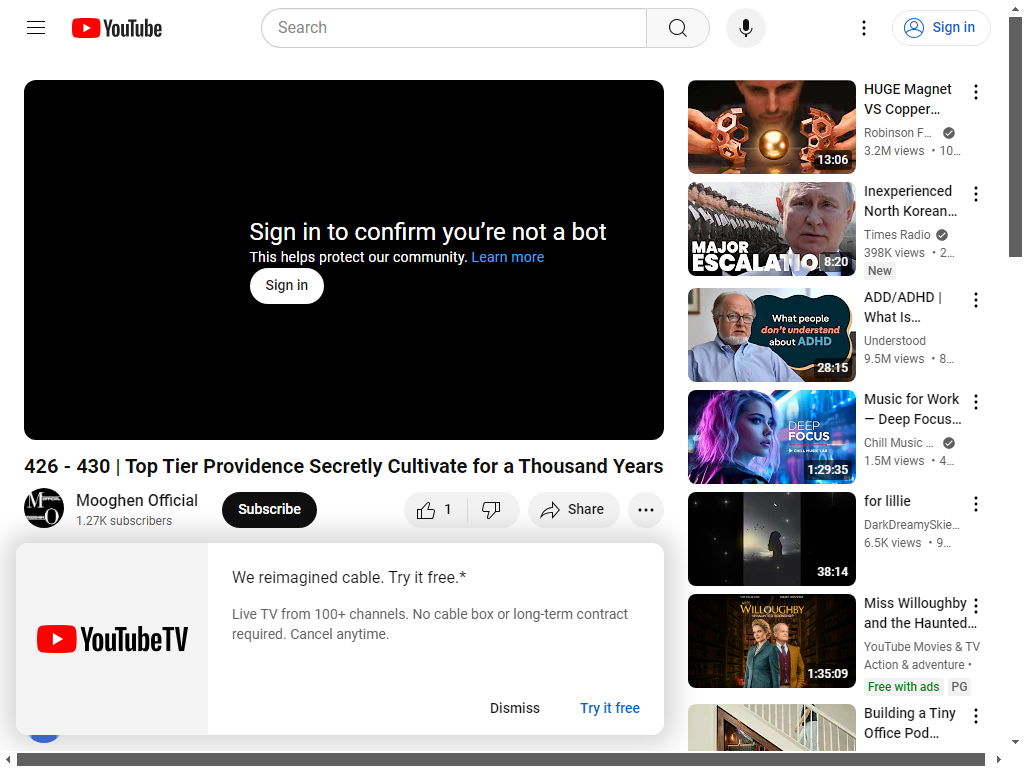 YouTube
Search
Sign in
Sign in to confirm you’re not a bot
This helps protect our community. Learn more
Sign in
426 - 430 | Top Tier Providence Secretly Cultivate for a Thousand Years
Mooghen Official
1.27K subscribers
Subscribe
1
Share
We reimagined cable. Try it free.*
Live TV from 100+ channels. No cable box or long-term contract
required. Cancel anytime.
YouTubeTV
Dismiss
Try it free
13:06
HUGE Magnet
VS Copper…
Robinson F…
3.2M views • 10…
MAJOR
ESCALATIO
8:20
Inexperienced
North Korean…
Times Radio
398K views • 2…
New
What people
don't understand
about ADHD
28:15
ADD/ADHD |
What Is…
Understood
9.5M views • 8…
DEEP
FOCUS
CHILL MUSIC LAB
1:29:35
Music for Work
— Deep Focus…
Chill Music …
1.5M views • 4…
38:14
for lillie
DarkDreamySkie…
6.5K views • 9…
WILLOUGHBY
1:35:09
Miss Willoughby
and the Haunted…
YouTube Movies & TV
Action & adventure •
Free with ads
PG
Building a Tiny
Office Pod…